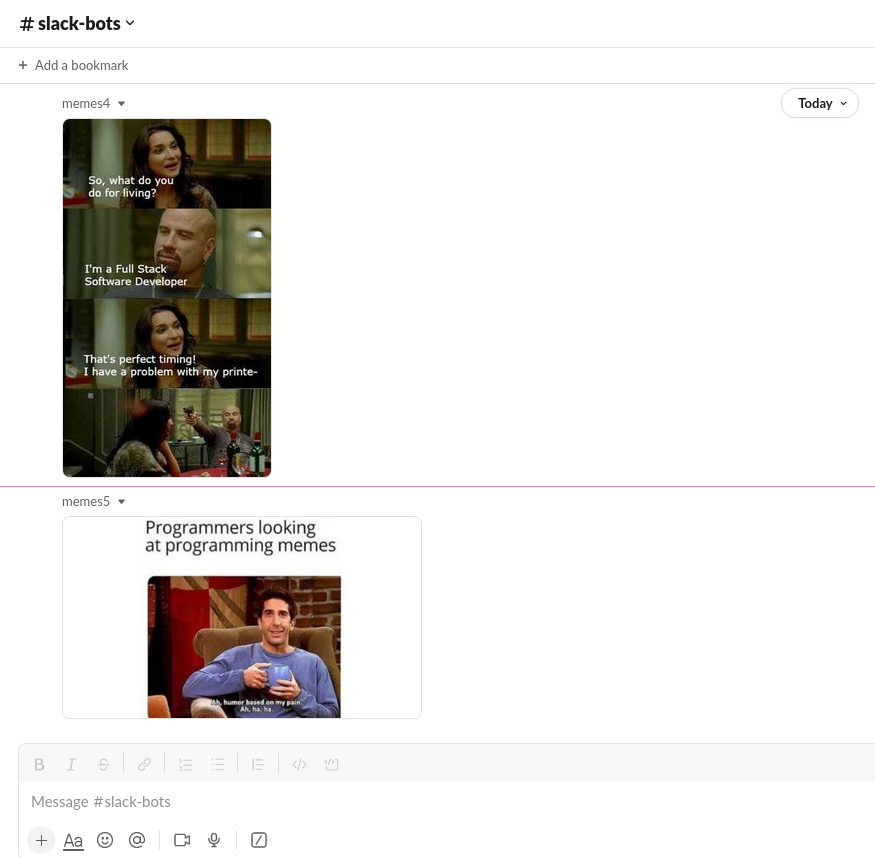 # slack-bots
+ Add a bookmark
memes4
Today
So, what do you
do for living?
I'm a Full Stack
Software Developer
That's perfect timing!
I have a problem with my printe-
memes5
Programmers looking
at programming memes
Ah, humor based on my pain.
Ah, ha, ha.
B I S
Message #slack-bots
+ Aa @